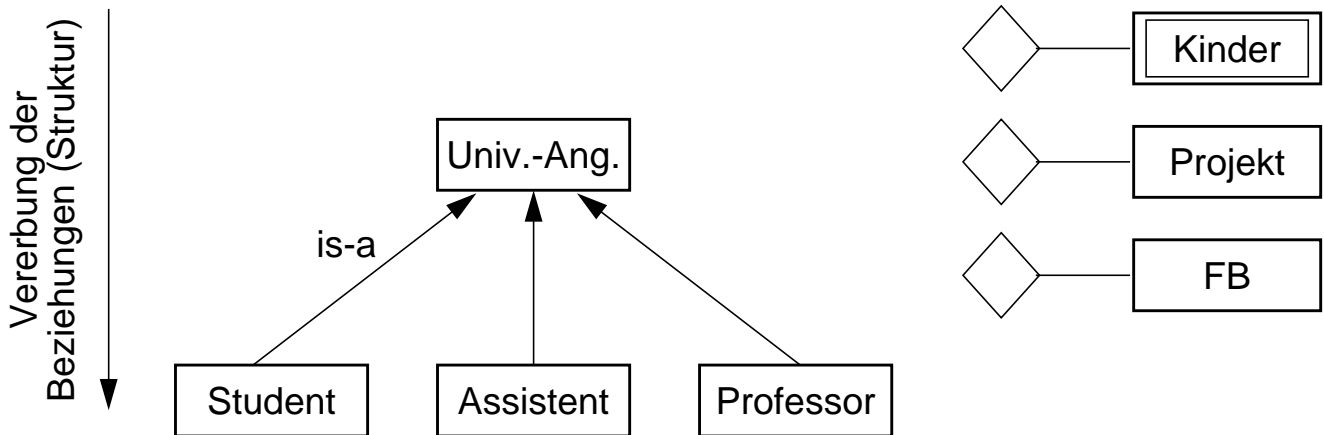 Vererbung der
Beziehungen (Struktur)
Kinder
Univ.-Ang.
Projekt
is-a
FB
Student
Assistent
Professor